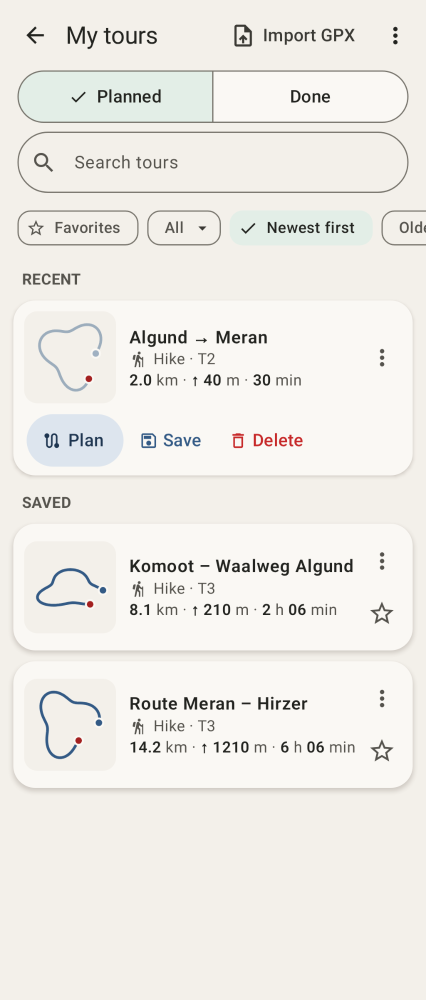 My tours
Import GPX
Planned
Done
Search tours
Favorites
All
Newest first
Olde
RECENT
Algund → Meran
Hike · T2
2.0 km · ↑ 40 m · 30 min
Plan
Save
Delete
SAVED
Komoot – Waalweg Algund
Hike · T3
8.1 km · ↑ 210 m · 2 h 06 min
Route Meran – Hirzer
Hike · T3
14.2 km · ↑ 1210 m · 6 h 06 min